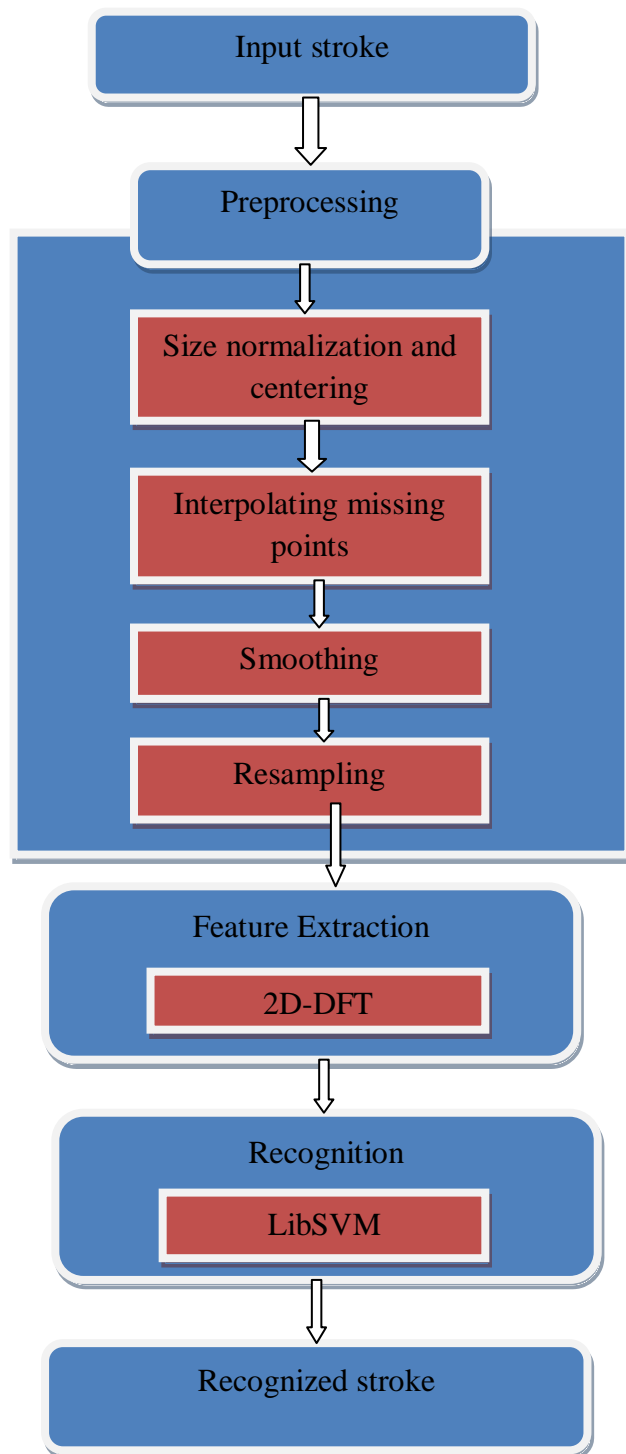 Input stroke
Preprocessing
Size normalization and
centering
Interpolating missing
points
Smoothing
Resampling
Feature Extraction
2D-DFT
Recognition
LibSVM
Recognized stroke